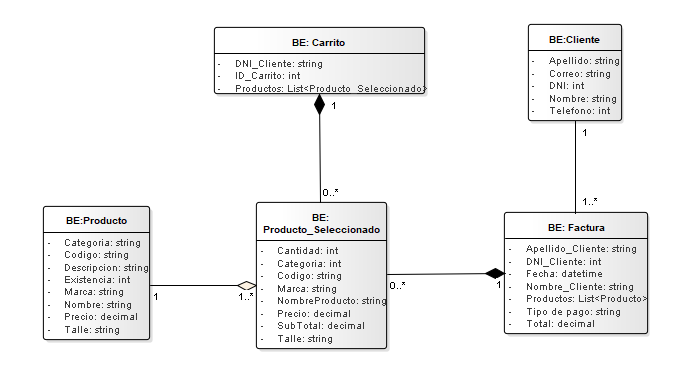 BE: Carrito
- DNI_Cliente: string
- ID_Carrito: int
- Productos: List<Producto_Seleccionado>
1
0..*
BE:Cliente
- Apellido: string
- Correo: string
- DNI: int
- Nombre: string
- Telefono: int
1
1..*
BE:Producto
- Categoria: string
- Codigo: string
- Descripcion: string
- Existencia: int
- Marca: string
- Nombre: string
- Precio: decimal
- Talle: string
1
1..*
BE:
Producto_Seleccionado
- Cantidad: int
- Categoria: int
- Codigo: string
- Marca: string
- NombreProducto: string
- Precio: decimal
- SubTotal: decimal
- Talle: string
0..*
1
BE: Factura
- Apellido_Cliente: string
- DNI_Cliente: int
- Fecha: datetime
- Nombre_Cliente: string
- Productos: List<Producto>
- Tipo de pago: string
- Total: decimal